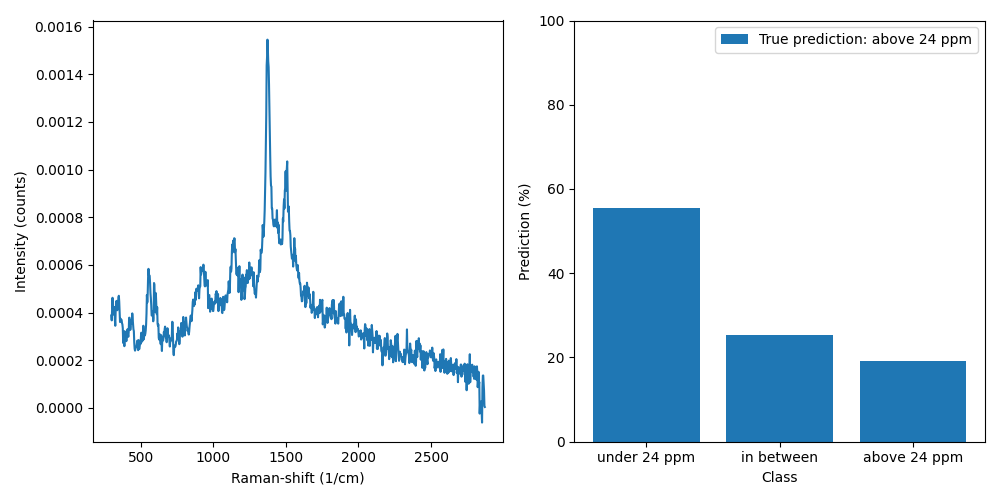 0.0016
0.0014
0.0012
0.0010
0.0008
0.0006
0.0004
0.0002
0.0000
Intensity (counts)
500 1000 1500 2000 2500
Raman-shift (1/cm)
100
80
60
40
20
0
Prediction (%)
True prediction: above 24 ppm
under 24 ppm in between above 24 ppm
Class